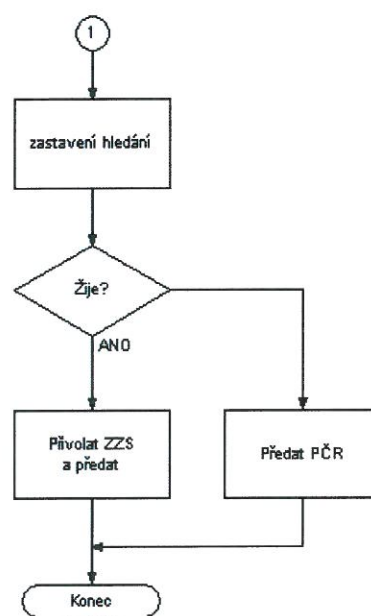 1
zastavení hledání
Žije?
ANO
Přivolat ZZS
a předat
Předat PČR
Konec